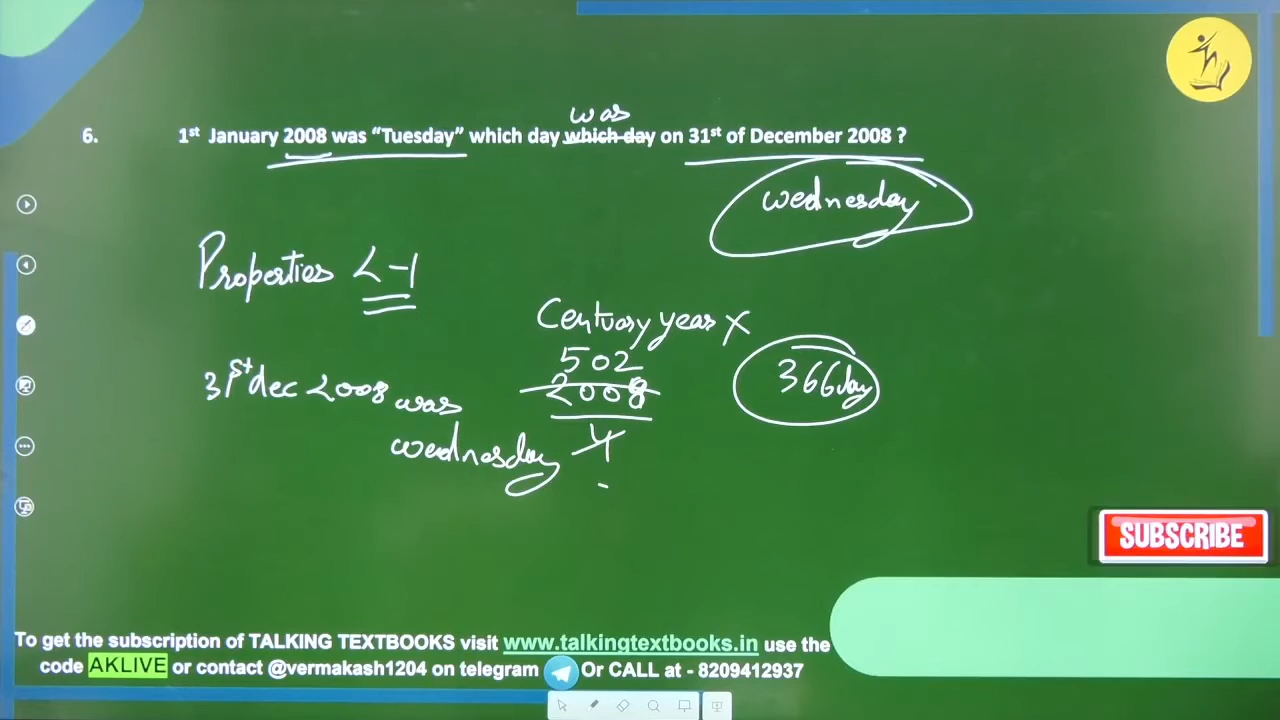 was
6. 1st January 2008 was “Tuesday” which day which day on 31st of December 2008 ?
wednesday
Properties L-1
Centuary year X
502
31st dec 2008 was
wednesday
2008
4
366day
SUBSCRIBE
To get the subscription of TALKING TEXTBOOKS visit www.talkingtextbooks.in use the
code AKLIVE or contact @vermakash1204 on telegram Or CALL at - 8209412937